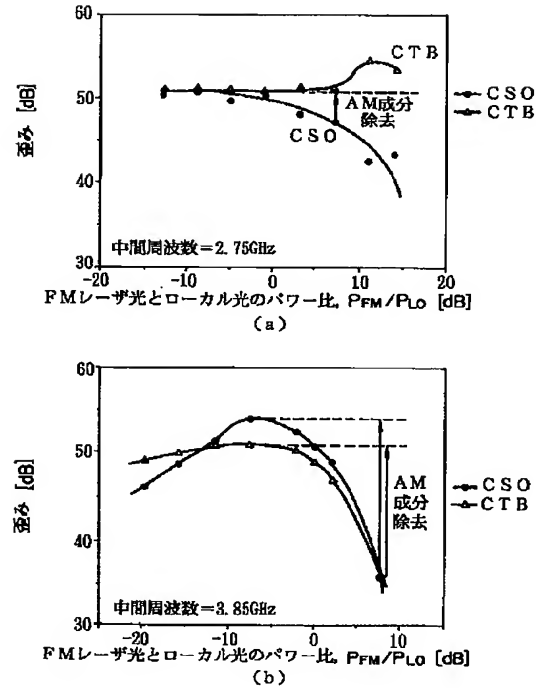 60
50
40
30
歪み [dB]
CTB
AM成分
除去
CSO
CSO
CTB
中間周波数=2.75GHz
-20
-10
0
10
20
FMレーザ光とローカル光のパワー比, PFM/PLO [dB]
(a)
60
50
40
30
歪み [dB]
AM
成分
除去
CSO
CTB
中間周波数=3.85GHz
-20
-10
0
10
FMレーザ光とローカル光のパワー比, PFM/PLO [dB]
(b)